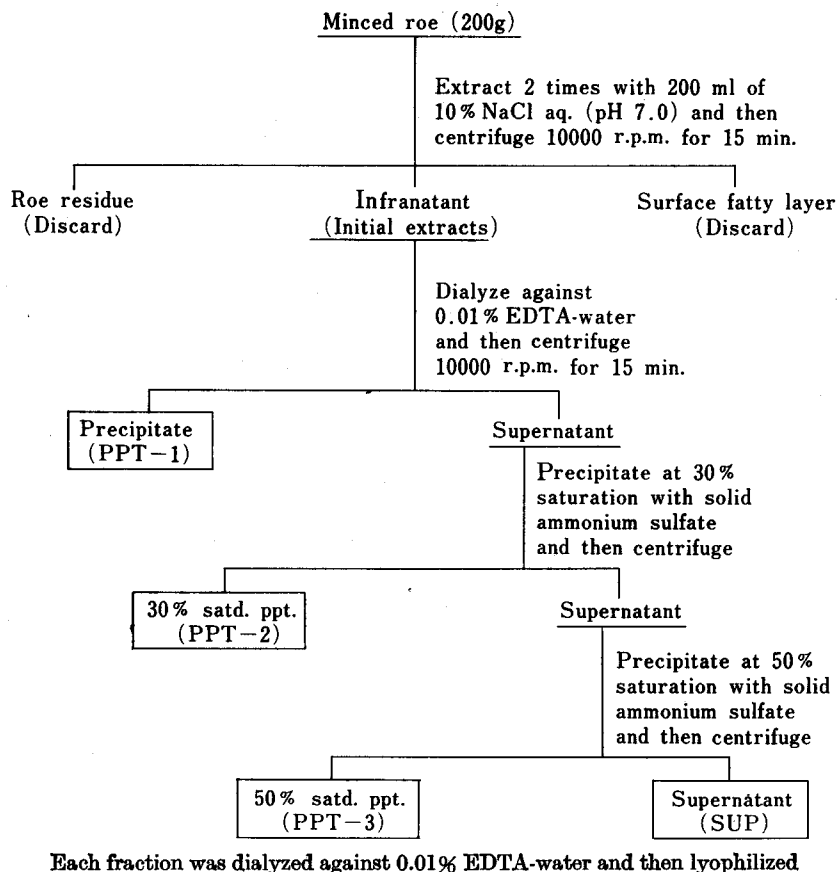 Minced roe (200g)
Extract 2 times with 200 ml of
10% NaCl aq. (pH 7.0) and then
centrifuge 10000 r.p.m. for 15 min.
Roe residue
(Discard)
Infranatant
(Initial extracts)
Surface fatty layer
(Discard)
Dialyze against
0.01% EDTA-water
and then centrifuge
10000 r.p.m. for 15 min.
Precipitate
(PPT-1)
Supernatant
Precipitate at 30%
saturation with solid
ammonium sulfate
and then centrifuge
30% satd. ppt.
(PPT-2)
Supernatant
Precipitate at 50%
saturation with solid
ammonium sulfate
and then centrifuge
50% satd. ppt.
(PPT-3)
Supernatant
(SUP)
Each fraction was dialyzed against 0.01% EDTA-water and then lyophilized